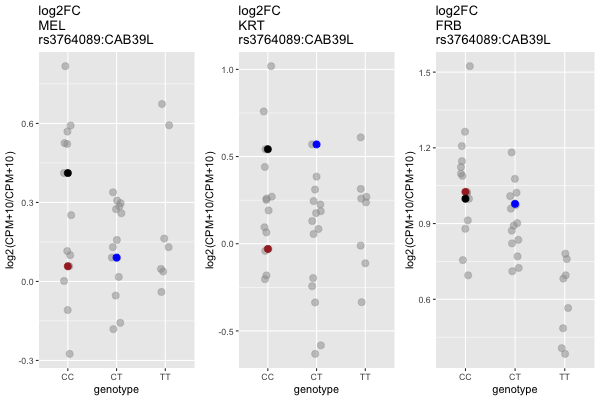 log2FC
MEL
rs3764089:CAB39L
log2(CPM+10/CPM+10)
0.6
0.3
0.0
-0.3
CC CT TT
genotype
log2FC
KRT
rs3764089:CAB39L
log2(CPM+10/CPM+10)
1.0
0.5
0.0
-0.5
CC CT TT
genotype
log2FC
FRB
rs3764089:CAB39L
log2(CPM+10/CPM+10)
1.5
1.2
0.9
0.6
CC CT TT
genotype